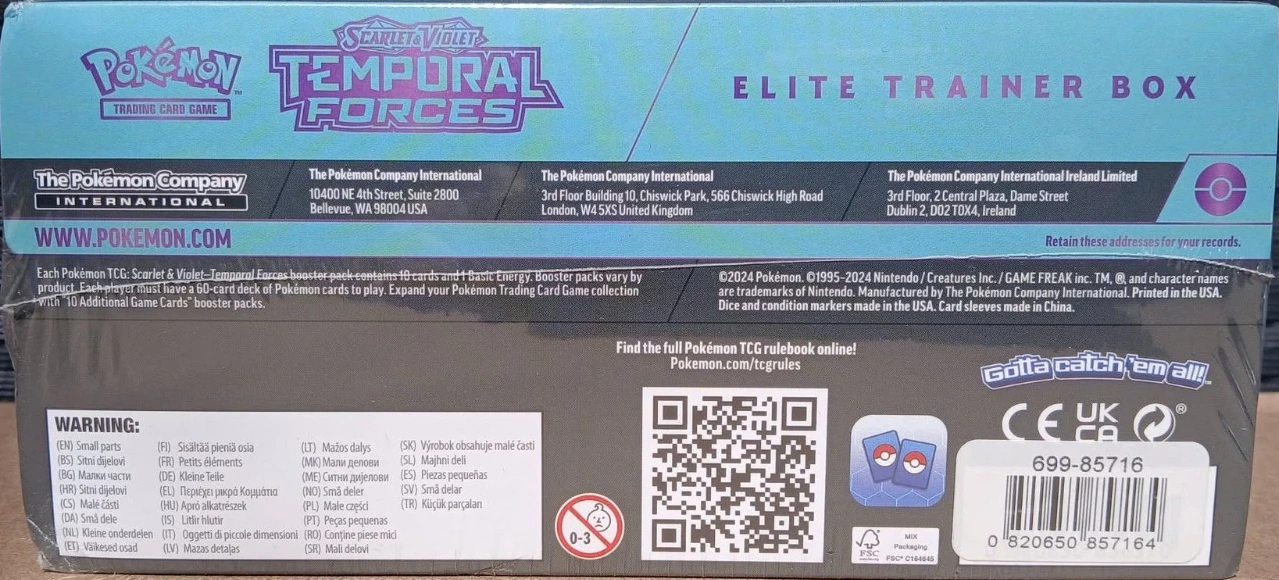 Pokémon™
TRADING CARD GAME
SCARLET & VIOLET
TEMPORAL
FORCES
ELITE TRAINER BOX
The Pokémon Company
INTERNATIONAL
The Pokémon Company International
10400 NE 4th Street, Suite 2800
Bellevue, WA 98004 USA
The Pokémon Company International
3rd Floor Building 10, Chiswick Park, 566 Chiswick High Road
London, W4 5XS United Kingdom
The Pokémon Company International Ireland Limited
3rd Floor, 2 Central Plaza, Dame Street
Dublin 2, D02 T0X4, Ireland
WWW.POKEMON.COM
Retain these addresses for your records.
Each Pokémon TCG: Scarlet & Violet—Temporal Forces booster pack contains 10 cards and 1 Basic Energy. Booster packs vary by
product. Each player must have a 60-card deck of Pokémon cards to play. Expand your Pokémon Trading Card Game collection
with "10 Additional Game Cards" booster packs.
©2024 Pokémon. ©1995-2024 Nintendo / Creatures Inc. / GAME FREAK inc. TM, ®, and character names
are trademarks of Nintendo. Manufactured by The Pokémon Company International. Printed in the USA.
Dice and condition markers made in the USA. Card sleeves made in China.
Find the full Pokémon TCG rulebook online!
Pokemon.com/tcgrules
Gotta catch 'em all!™
WARNING:
(EN) Small parts
(BS) Sitni dijelovi
(BG) Малки части
(HR) Sitni dijelovi
(CS) Malé části
(DA) Små dele
(NL) Kleine onderdelen
(ET) Väikesed osad
(FI) Sisältää pieniä osia
(FR) Petits éléments
(DE) Kleine Teile
(EL) Περιέχει μικρά Κομμάτια
(HU) Apró alkatrészek
(IS) Litlir hlutir
(IT) Oggetti di piccole dimensioni
(LV) Mazas detaļas
(LT) Mažos dalys
(MK) Мали делови
(ME) Ситни дијелови
(NO) Små deler
(PL) Małe części
(PT) Peças pequenas
(RO) Conține piese mici
(SR) Mali delovi
(SK) Výrobok obsahuje malé časti
(SL) Majhni deli
(ES) Piezas pequeñas
(SV) Små delar
(TR) Küçük parçaları
0-3
FSC
MIX
Packaging
FSC® C164645
CE
UK
CA
®
699-85716
0 820650 857164